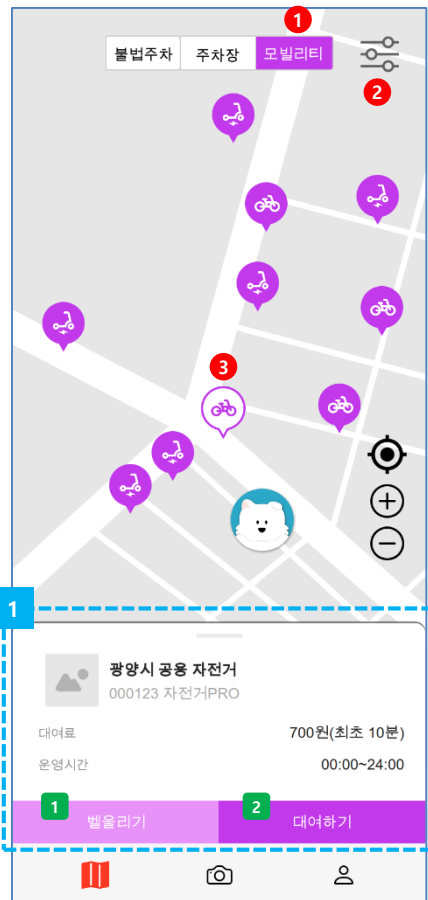 1
불법주차 주차장 모빌리티
2
3
1
광양시 공용 자전거
000123 자전거PRO
대여료 700원(최초 10분)
운영시간 00:00~24:00
1 벨울리기 2 대여하기